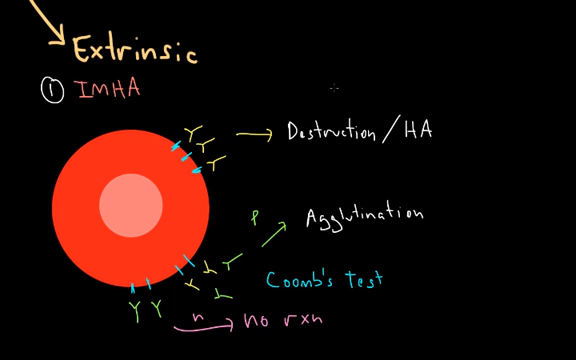 Extrinsic
① IMHA
Destruction / HA
P
Agglutination
Coomb's Test
n
no rxn